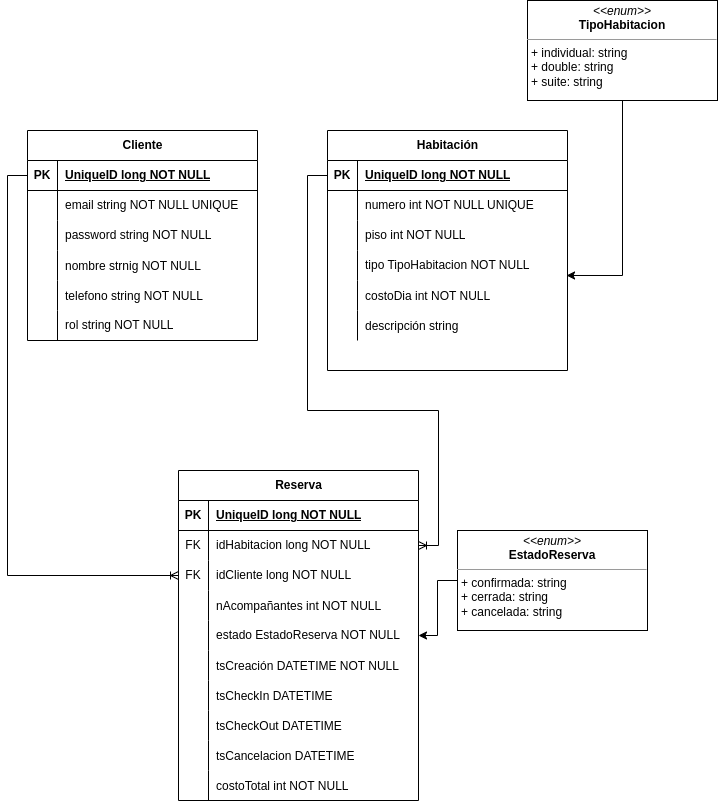 <<enum>>
TipoHabitacion
+ individual: string
+ double: string
+ suite: string
Cliente
PK UniqueID long NOT NULL
email string NOT NULL UNIQUE
password string NOT NULL
nombre strnig NOT NULL
telefono string NOT NULL
rol string NOT NULL
Habitación
PK UniqueID long NOT NULL
numero int NOT NULL UNIQUE
piso int NOT NULL
tipo TipoHabitacion NOT NULL
costoDia int NOT NULL
descripción string
Reserva
PK UniqueID long NOT NULL
FK idHabitacion long NOT NULL
FK idCliente long NOT NULL
nAcompañantes int NOT NULL
estado EstadoReserva NOT NULL
tsCreación DATETIME NOT NULL
tsCheckIn DATETIME
tsCheckOut DATETIME
tsCancelacion DATETIME
costoTotal int NOT NULL
<<enum>>
EstadoReserva
+ confirmada: string
+ cerrada: string
+ cancelada: string